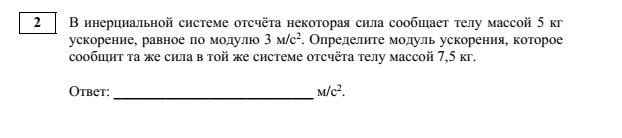 2
В инерциальной системе отсчёта некоторая сила сообщает телу массой 5 кг
ускорение, равное по модулю 3 м/с². Определите модуль ускорения, которое
сообщит та же сила в той же системе отсчёта телу массой 7,5 кг.
Ответ: ____________________________ м/с².